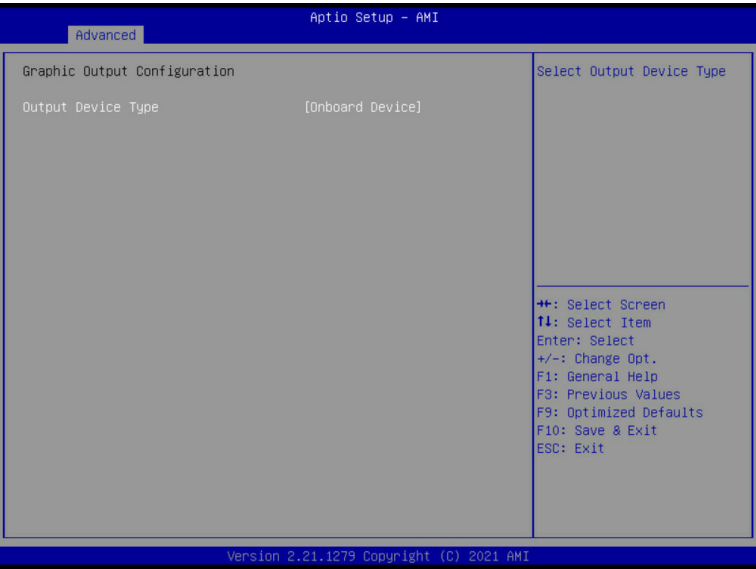 Aptio Setup – AMI
Advanced
Graphic Output Configuration
Output Device Type [Onboard Device]
Select Output Device Type
→←: Select Screen
↑↓: Select Item
Enter: Select
+/-: Change Opt.
F1: General Help
F3: Previous Values
F9: Optimized Defaults
F10: Save & Exit
ESC: Exit
Version 2.21.1279 Copyright (C) 2021 AMI